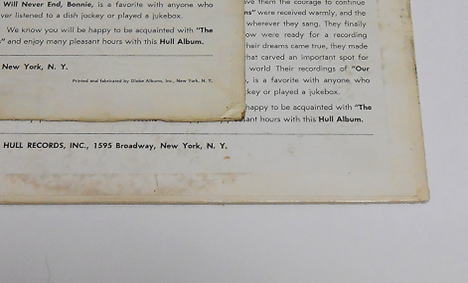 Will Never End, Bonnie, is a favorite with anyone who
ever listened to a dish jockey or played a jukebox.
We know you will be happy to be acquainted with "The
" and enjoy many pleasant hours with this Hull Album.
New York, N. Y.
Printed and fabricated by Globe Albums, Inc., New York, N. Y.
ve them the courage to continue
ns" were received warmly, and the
wherever they sang. They finally
ow were ready for a recording
heir dreams came true, they made
hat carved an important spot for
world Their recordings of "Our
, is a favorite with anyone who
key or played a jukebox.
happy to be acquainted with "The
asant hours with this Hull Album.
HULL RECORDS, INC., 1595 Broadway, New York, N. Y.